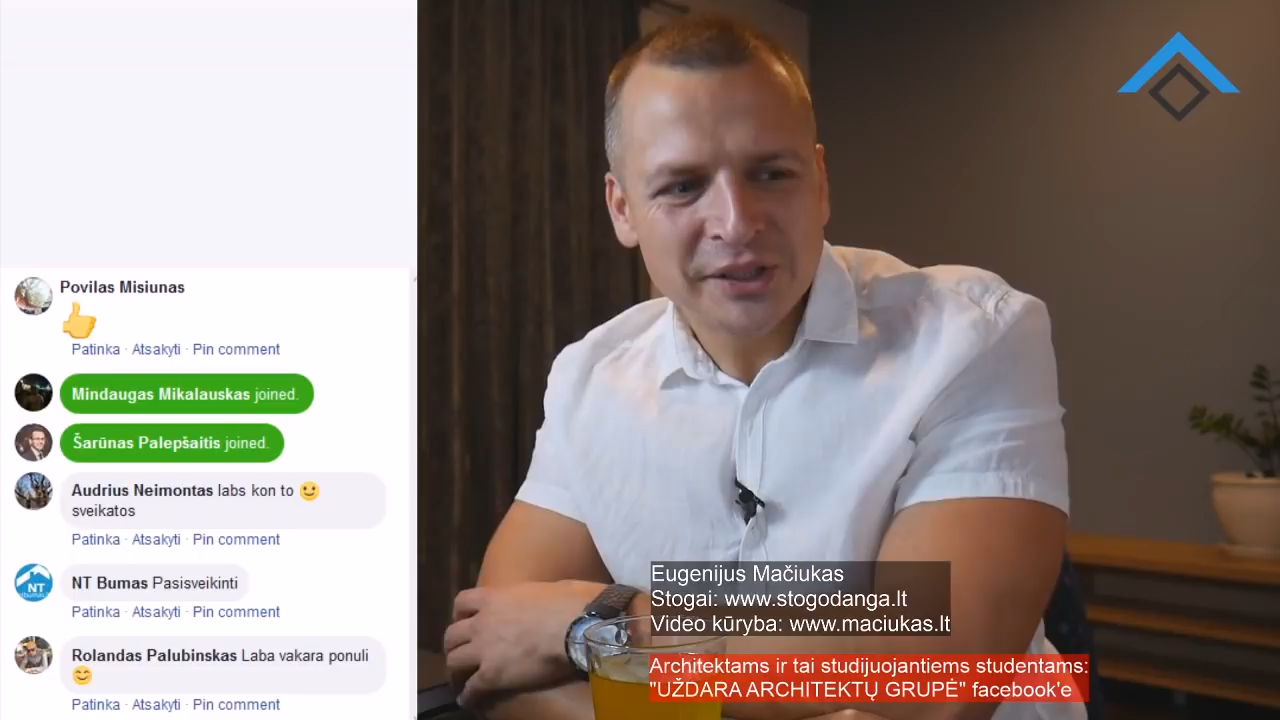 Povilas Misiunas
Patinka · Atsakyti · Pin comment
Mindaugas Mikalauskas joined.
Šarūnas Palepšaitis joined.
Audrius Neimontas labs kon to 🙂
sveikatos
Patinka · Atsakyti · Pin comment
NT
NT Bumas Pasisveikinti
Patinka · Atsakyti · Pin comment
Rolandas Palubinskas Laba vakara ponuli
😊
Patinka · Atsakyti · Pin comment
Eugenijus Mačiukas
Stogai: www.stogodanga.lt
Video kūryba: www.maciukas.lt
Architektams ir tai studijuojantiems studentams:
"UŽDARA ARCHITEKTŲ GRUPĖ" facebook'e